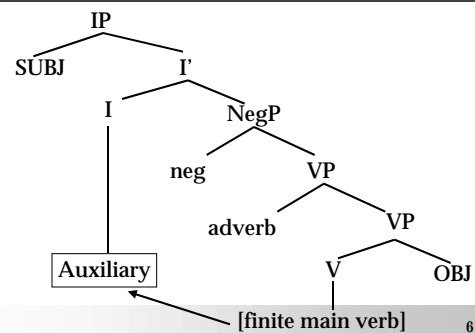 IP
SUBJ I'
I NegP
neg VP
adverb VP
Auxiliary V OBJ
[finite main verb]
6